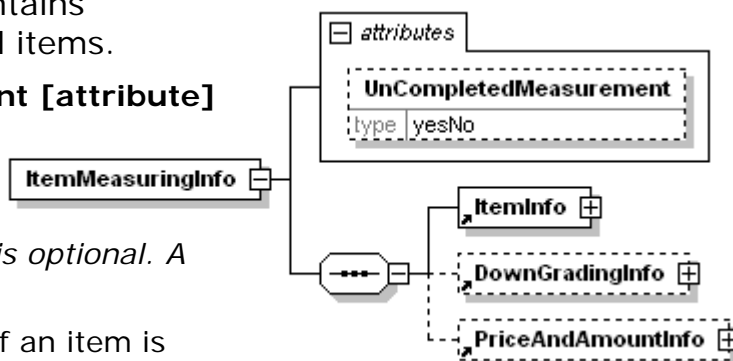 ntains
l items.
nt [attribute]
is optional. A
f an item is
attributes
UnCompletedMeasurement
type yesNo
ItemMeasuringInfo
ItemInfo
DownGradingInfo
PriceAndAmountInfo